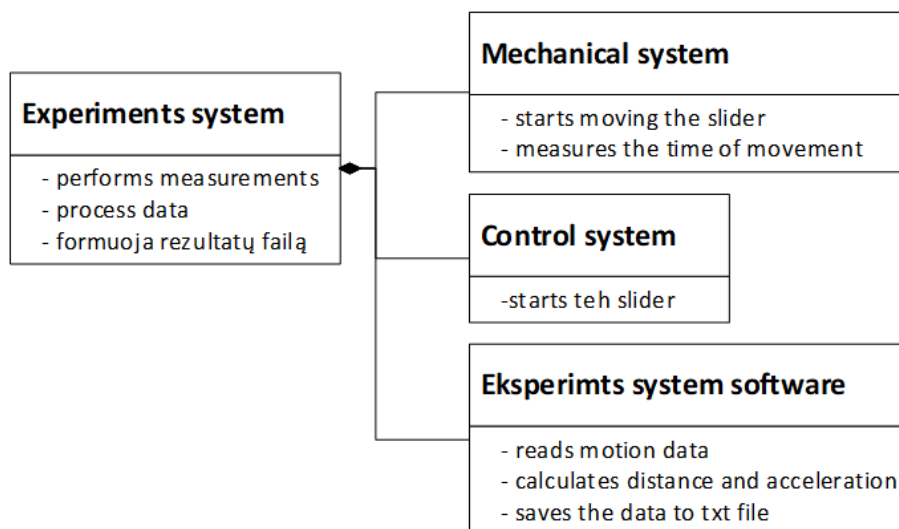 Experiments system
- performs measurements
- process data
- formuoja rezultatų failą
Mechanical system
- starts moving the slider
- measures the time of movement
Control system
-starts teh slider
Eksperimts system software
- reads motion data
- calculates distance and acceleration
- saves the data to txt file